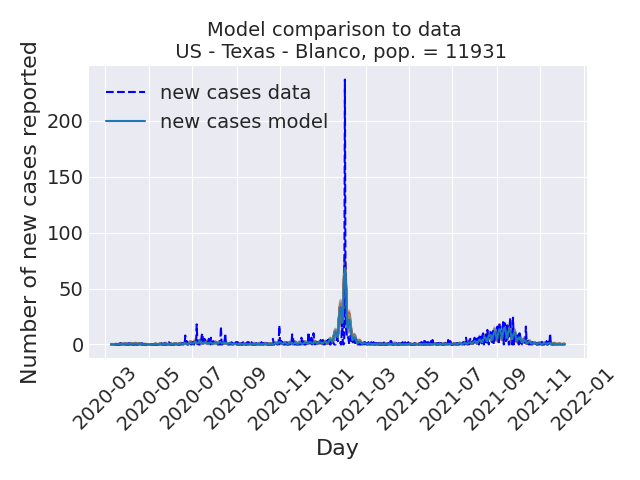 Model comparison to data
US - Texas - Blanco, pop. = 11931
Number of new cases reported
new cases data
new cases model
200
150
100
50
0
2020-03
2020-05
2020-07
2020-09
2020-11
2021-01
2021-03
2021-05
2021-07
2021-09
2021-11
2022-01
Day